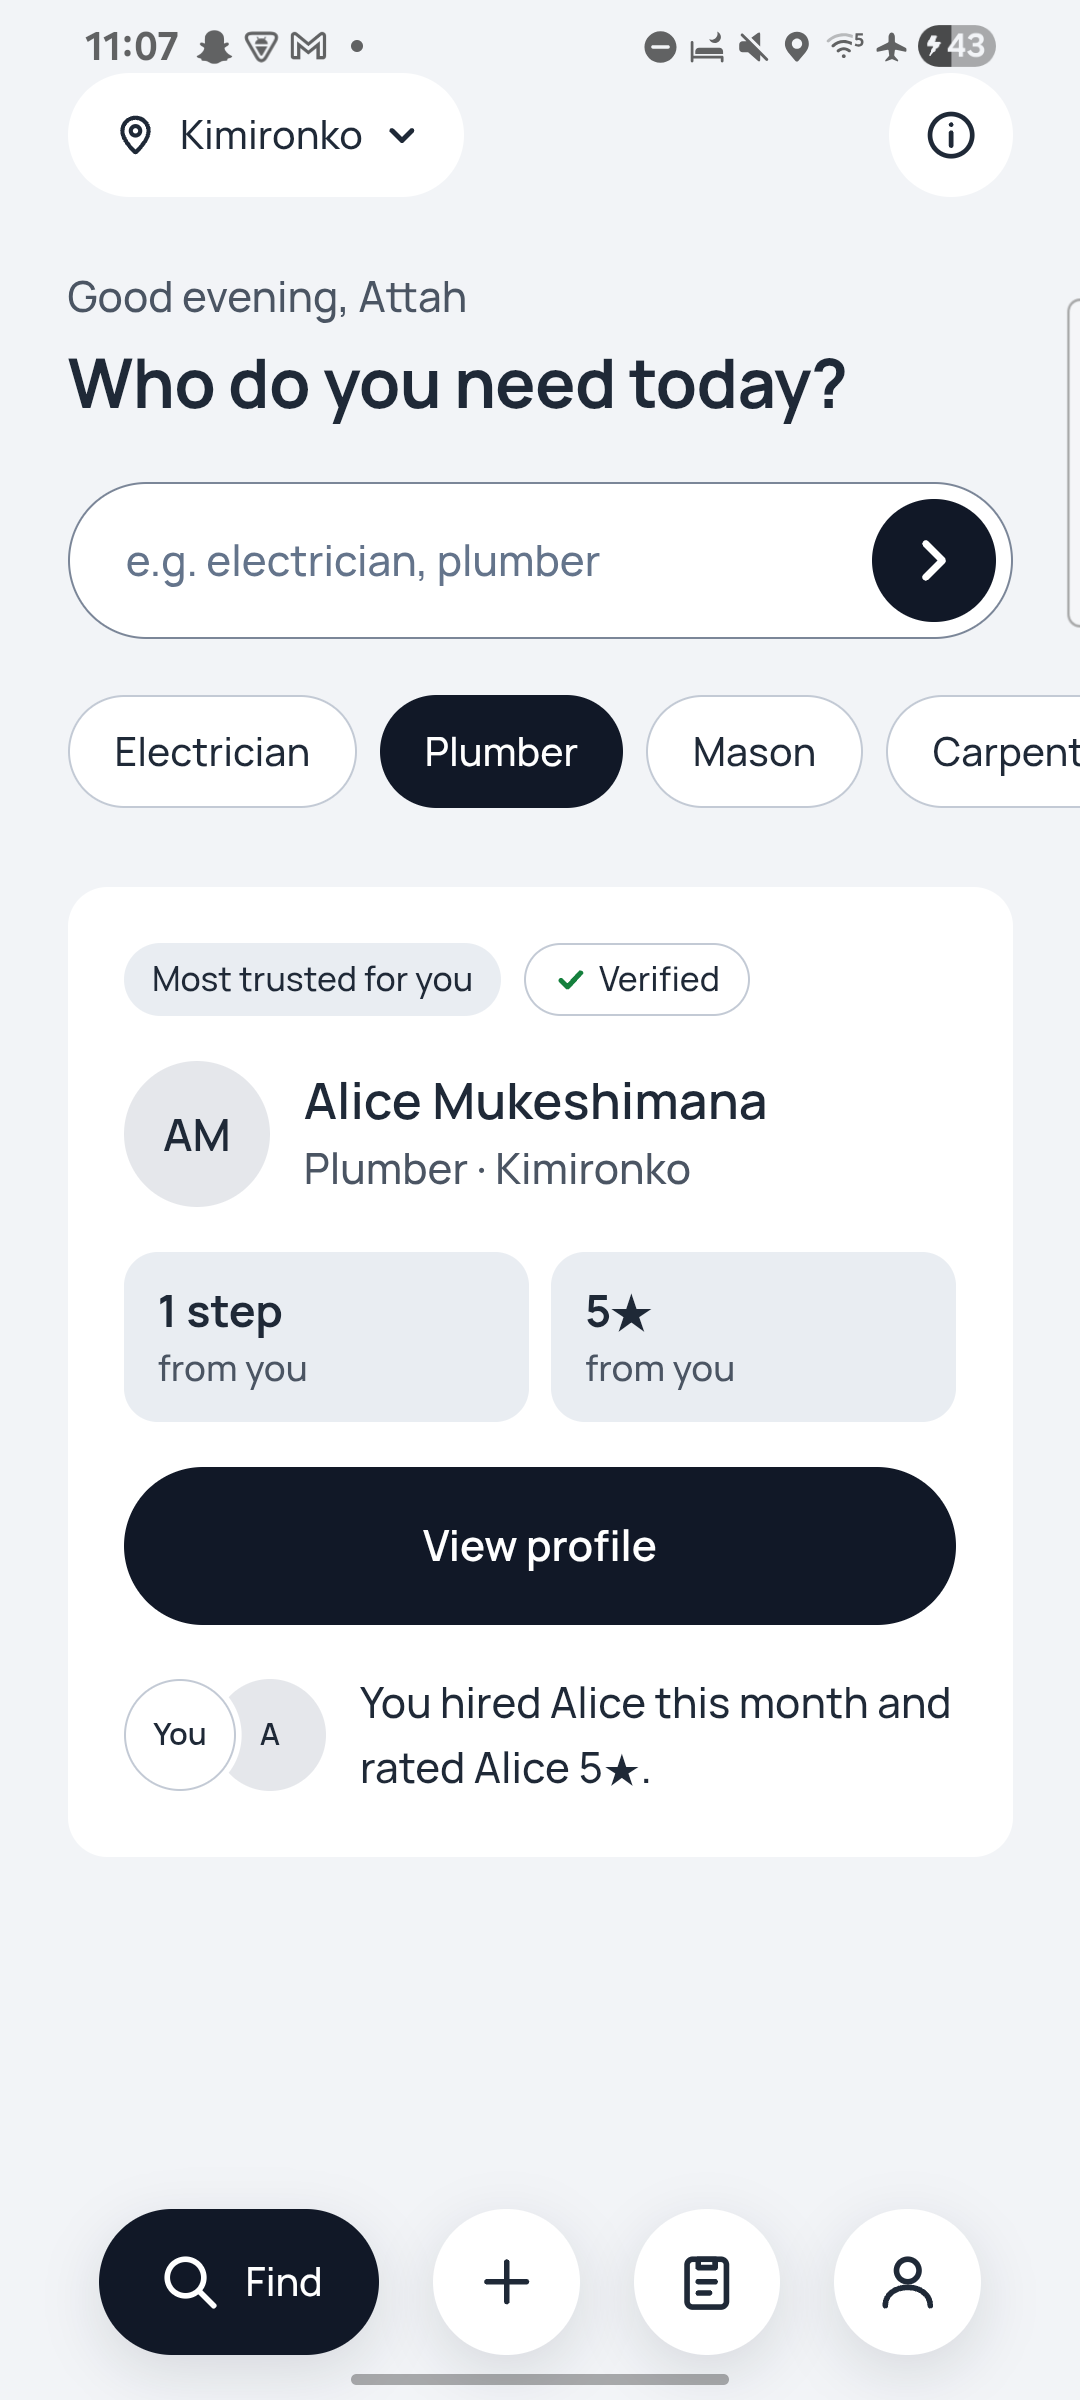 11:07
5
43
Kimironko
Good evening, Attah
Who do you need today?
e.g. electrician, plumber
Electrician
Plumber
Mason
Carpent
Most trusted for you
Verified
AM
Alice Mukeshimana
Plumber · Kimironko
1 step
from you
5★
from you
View profile
You
A
You hired Alice this month and
rated Alice 5★.
Find